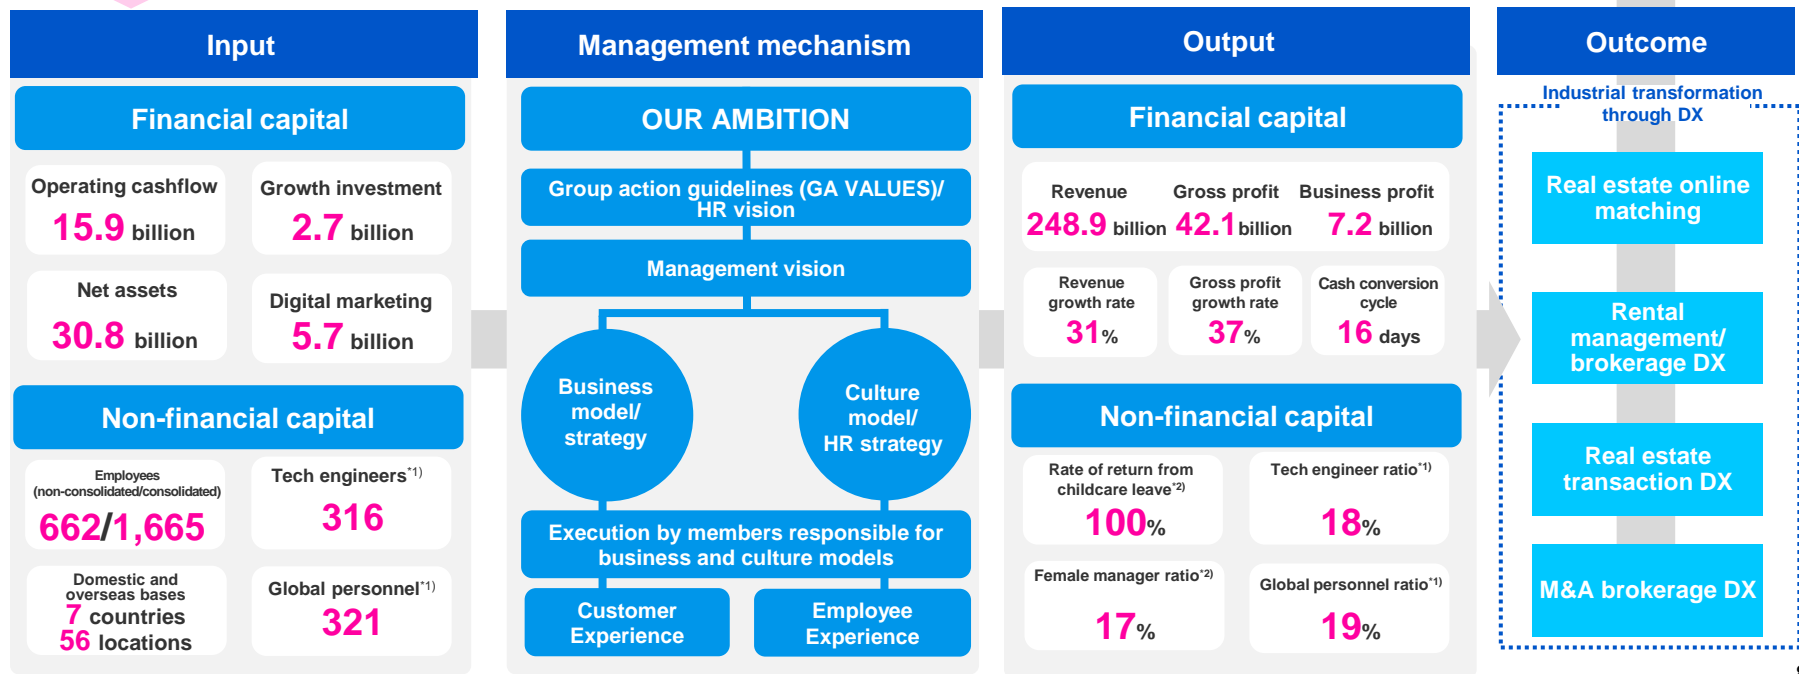 Input
Financial capital
Operating cashflow
15.9 billion
Growth investment
2.7 billion
Net assets
30.8 billion
Digital marketing
5.7 billion
Non-financial capital
Employees
(non-consolidated/consolidated)
662/1,665
Tech engineers*1)
316
Domestic and
overseas bases
7 countries
56 locations
Global personnel*1)
321
Management mechanism
OUR AMBITION
Group action guidelines (GA VALUES)/
HR vision
Management vision
Business
model/
strategy
Culture
model/
HR strategy
Execution by members responsible for
business and culture models
Customer
Experience
Employee
Experience
Output
Financial capital
Revenue
248.9 billion
Gross profit
42.1 billion
Business profit
7.2 billion
Revenue
growth rate
31%
Gross profit
growth rate
37%
Cash conversion
cycle
16 days
Non-financial capital
Rate of return from
childcare leave*2)
100%
Tech engineer ratio*1)
18%
Female manager ratio*2)
17%
Global personnel ratio*1)
19%
Outcome
Industrial transformation
through DX
Real estate online
matching
Rental
management/
brokerage DX
Real estate
transaction DX
M&A brokerage DX